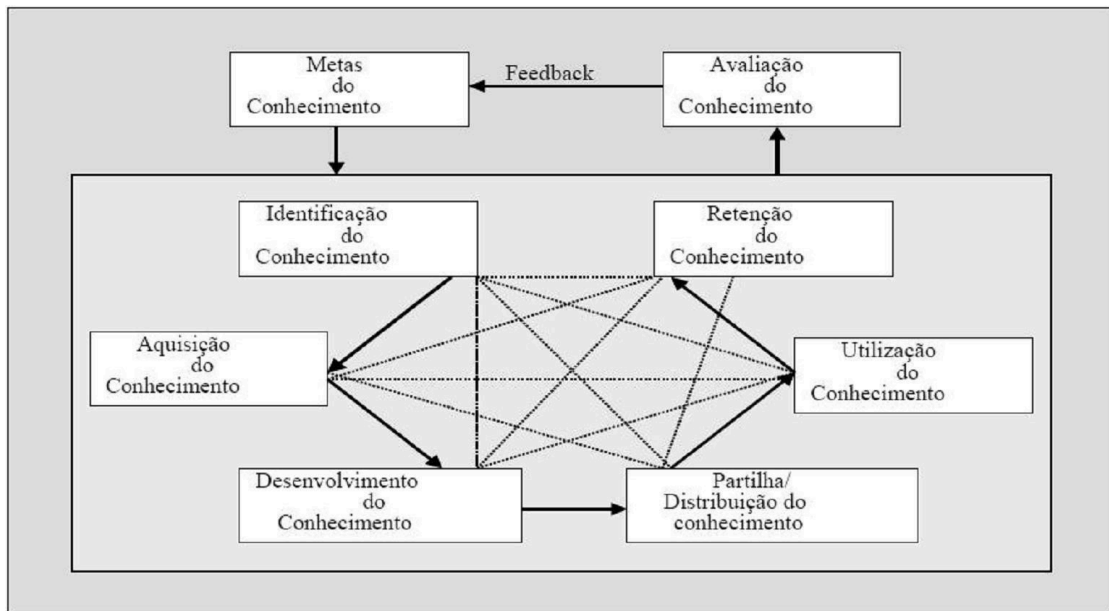 Metas
do
Conhecimento
Feedback
Avaliação
do
Conhecimento
Identificação
do
Conhecimento
Retenção
do
Conhecimento
Aquisição
do
Conhecimento
Utilização
do
Conhecimento
Desenvolvimento
do
Conhecimento
Partilha/
Distribuição do
conhecimento